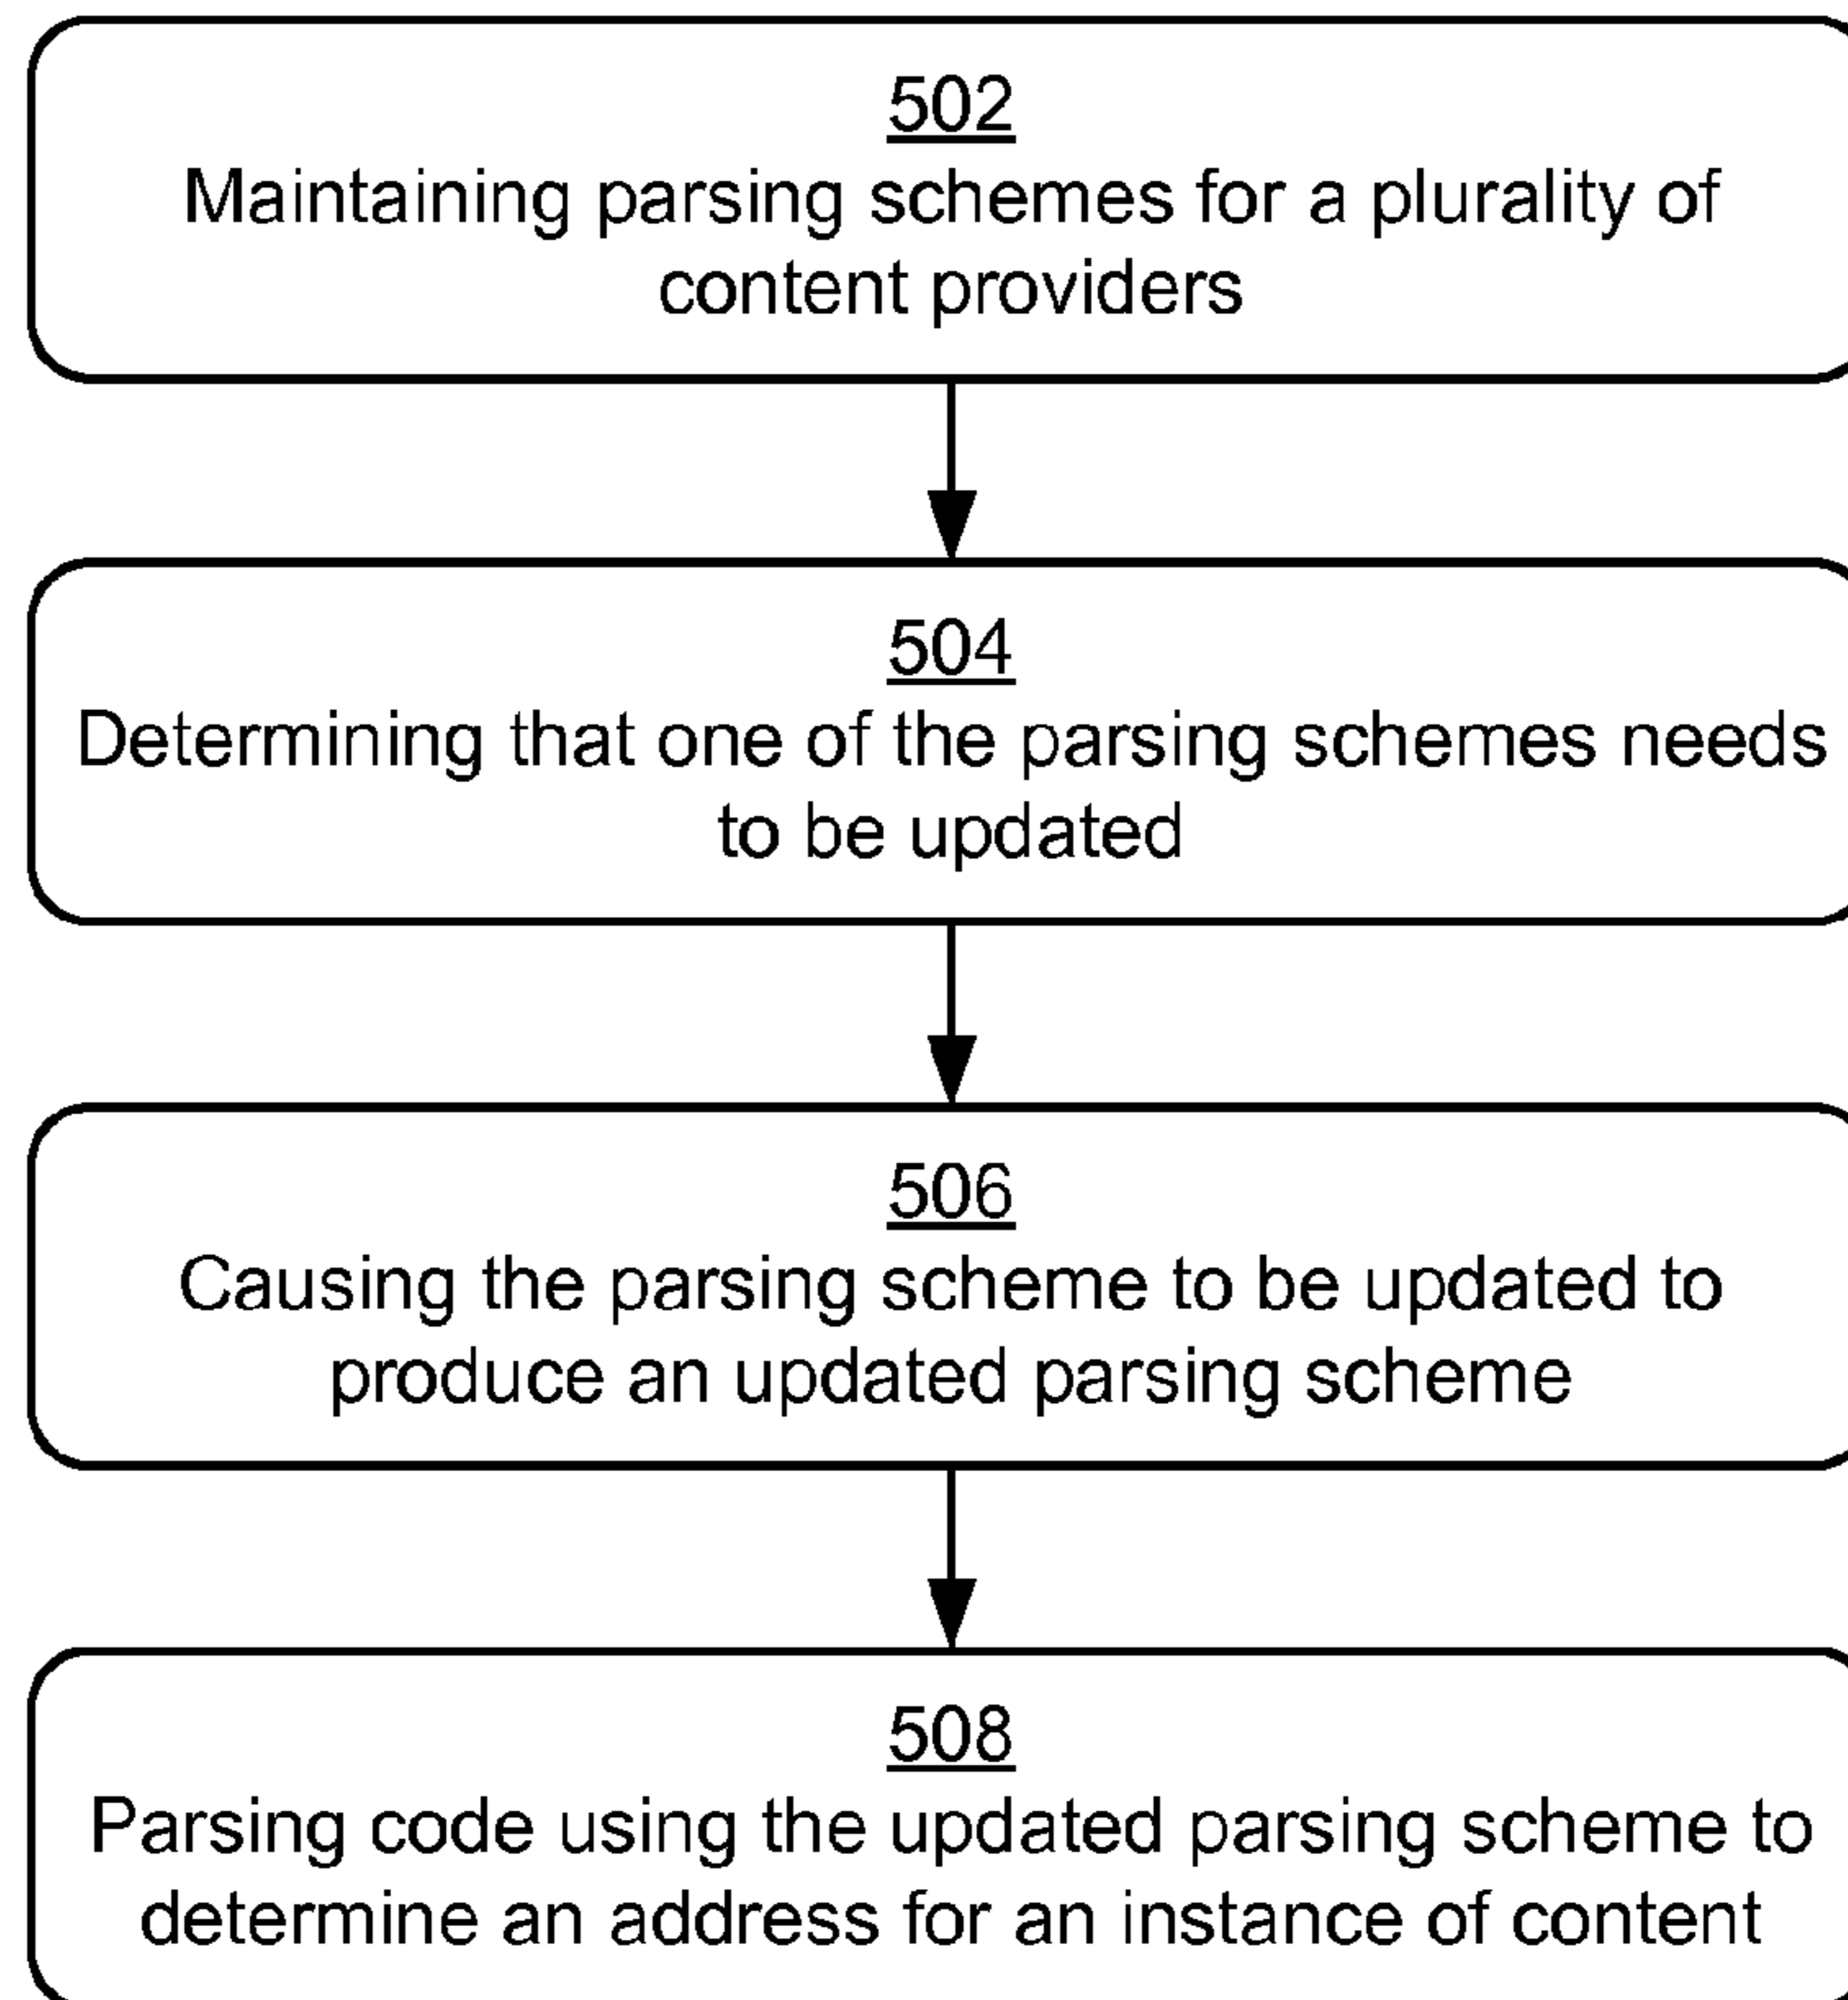 502
Maintaining parsing schemes for a plurality of
content providers
504
Determining that one of the parsing schemes needs
to be updated
506
Causing the parsing scheme to be updated to
produce an updated parsing scheme
508
Parsing code using the updated parsing scheme to
determine an address for an instance of content